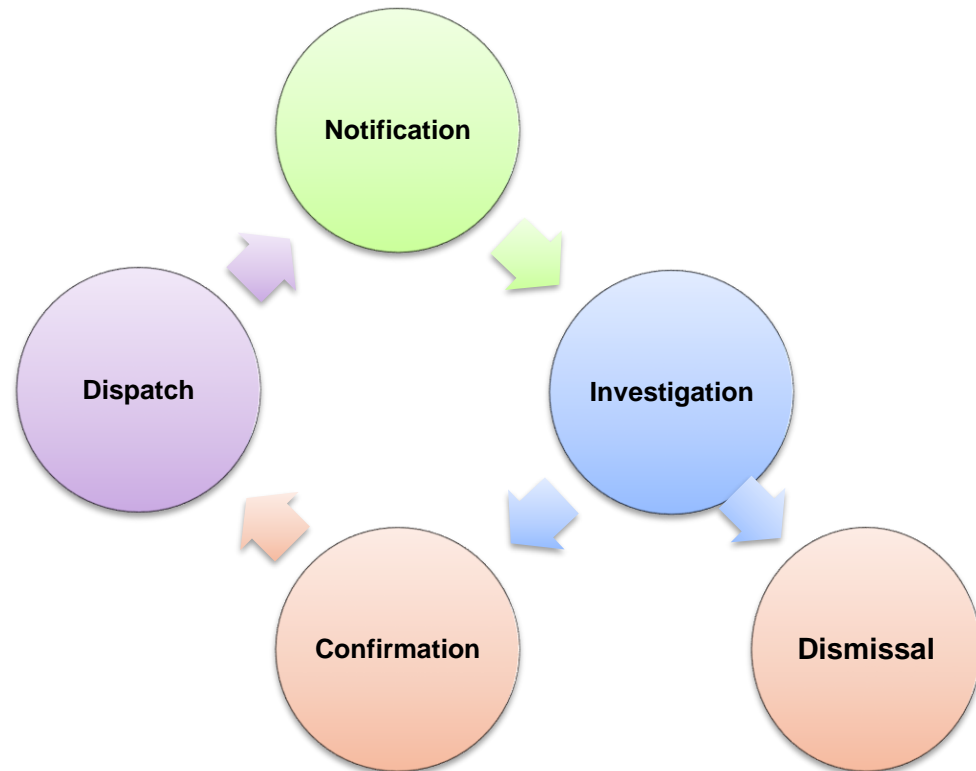 Notification
Dispatch
Investigation
Confirmation
Dismissal